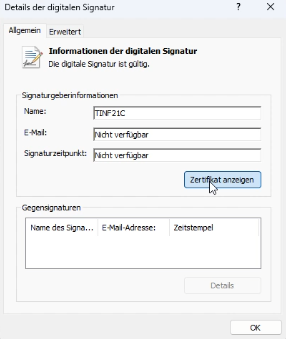 Details der digitalen Signatur
Allgemein Erweitert
Informationen der digitalen Signatur
Die digitale Signatur ist gültig.
Signaturgeberinformationen
Name: TINF21C
E-Mail: Nicht verfügbar
Signaturzeitpunkt: Nicht verfügbar
Zertifikat anzeigen
Gegensignaturen
Name des Signa... E-Mail-Adresse: Zeitstempel
Details
OK